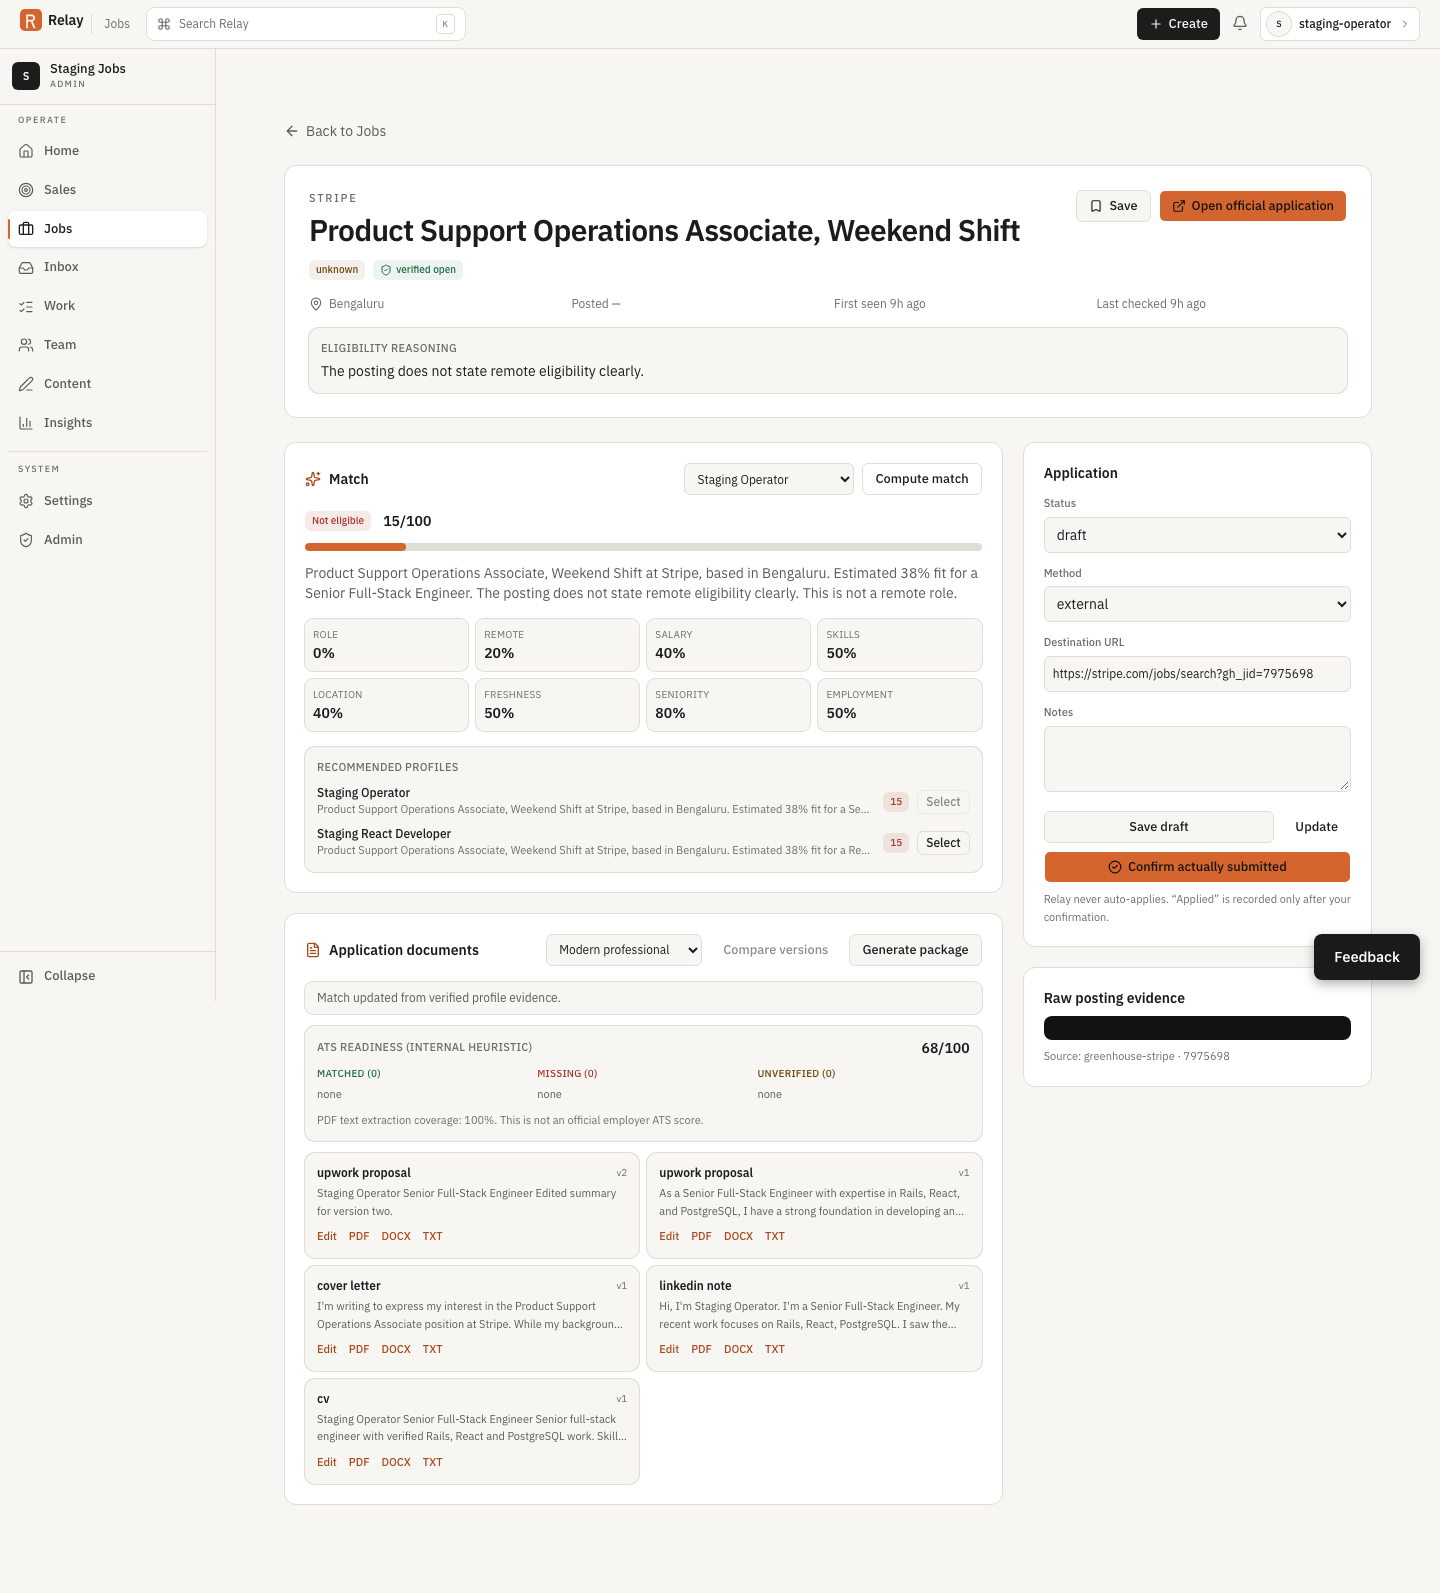 Relay
Jobs
Search Relay
K
Create
S
staging-operator
S
Staging Jobs
ADMIN
OPERATE
Home
Sales
Jobs
Inbox
Work
Team
Content
Insights
SYSTEM
Settings
Admin
Collapse
Back to Jobs
STRIPE
Product Support Operations Associate, Weekend Shift
Save
Open official application
unknown
verified open
Bengaluru
Posted —
First seen 9h ago
Last checked 9h ago
ELIGIBILITY REASONING
The posting does not state remote eligibility clearly.
Match
Staging Operator
Compute match
Not eligible
15/100
Product Support Operations Associate, Weekend Shift at Stripe, based in Bengaluru. Estimated 38% fit for a
Senior Full-Stack Engineer. The posting does not state remote eligibility clearly. This is not a remote role.
ROLE
0%
REMOTE
20%
SALARY
40%
SKILLS
50%
LOCATION
40%
FRESHNESS
50%
SENIORITY
80%
EMPLOYMENT
50%
RECOMMENDED PROFILES
Staging Operator
Product Support Operations Associate, Weekend Shift at Stripe, based in Bengaluru. Estimated 38% fit for a Se...
15
Select
Staging React Developer
Product Support Operations Associate, Weekend Shift at Stripe, based in Bengaluru. Estimated 38% fit for a Re...
15
Select
Application documents
Modern professional
Compare versions
Generate package
Match updated from verified profile evidence.
ATS READINESS (INTERNAL HEURISTIC)
68/100
MATCHED (0)
none
MISSING (0)
none
UNVERIFIED (0)
none
PDF text extraction coverage: 100%. This is not an official employer ATS score.
upwork proposal
v2
Staging Operator Senior Full-Stack Engineer Edited summary
for version two.
Edit PDF DOCX TXT
upwork proposal
v1
As a Senior Full-Stack Engineer with expertise in Rails, React,
and PostgreSQL, I have a strong foundation in developing an...
Edit PDF DOCX TXT
cover letter
v1
I'm writing to express my interest in the Product Support
Operations Associate position at Stripe. While my backgroun...
Edit PDF DOCX TXT
linkedin note
v1
Hi, I'm Staging Operator. I'm a Senior Full-Stack Engineer. My
recent work focuses on Rails, React, PostgreSQL. I saw the...
Edit PDF DOCX TXT
cv
v1
Staging Operator Senior Full-Stack Engineer Senior full-stack
engineer with verified Rails, React and PostgreSQL work. Skill...
Edit PDF DOCX TXT
Application
Status
draft
Method
external
Destination URL
https://stripe.com/jobs/search?gh_jid=7975698
Notes
Save draft
Update
Confirm actually submitted
Relay never auto-applies. “Applied” is recorded only after your
confirmation.
Feedback
Raw posting evidence
Source: greenhouse-stripe · 7975698